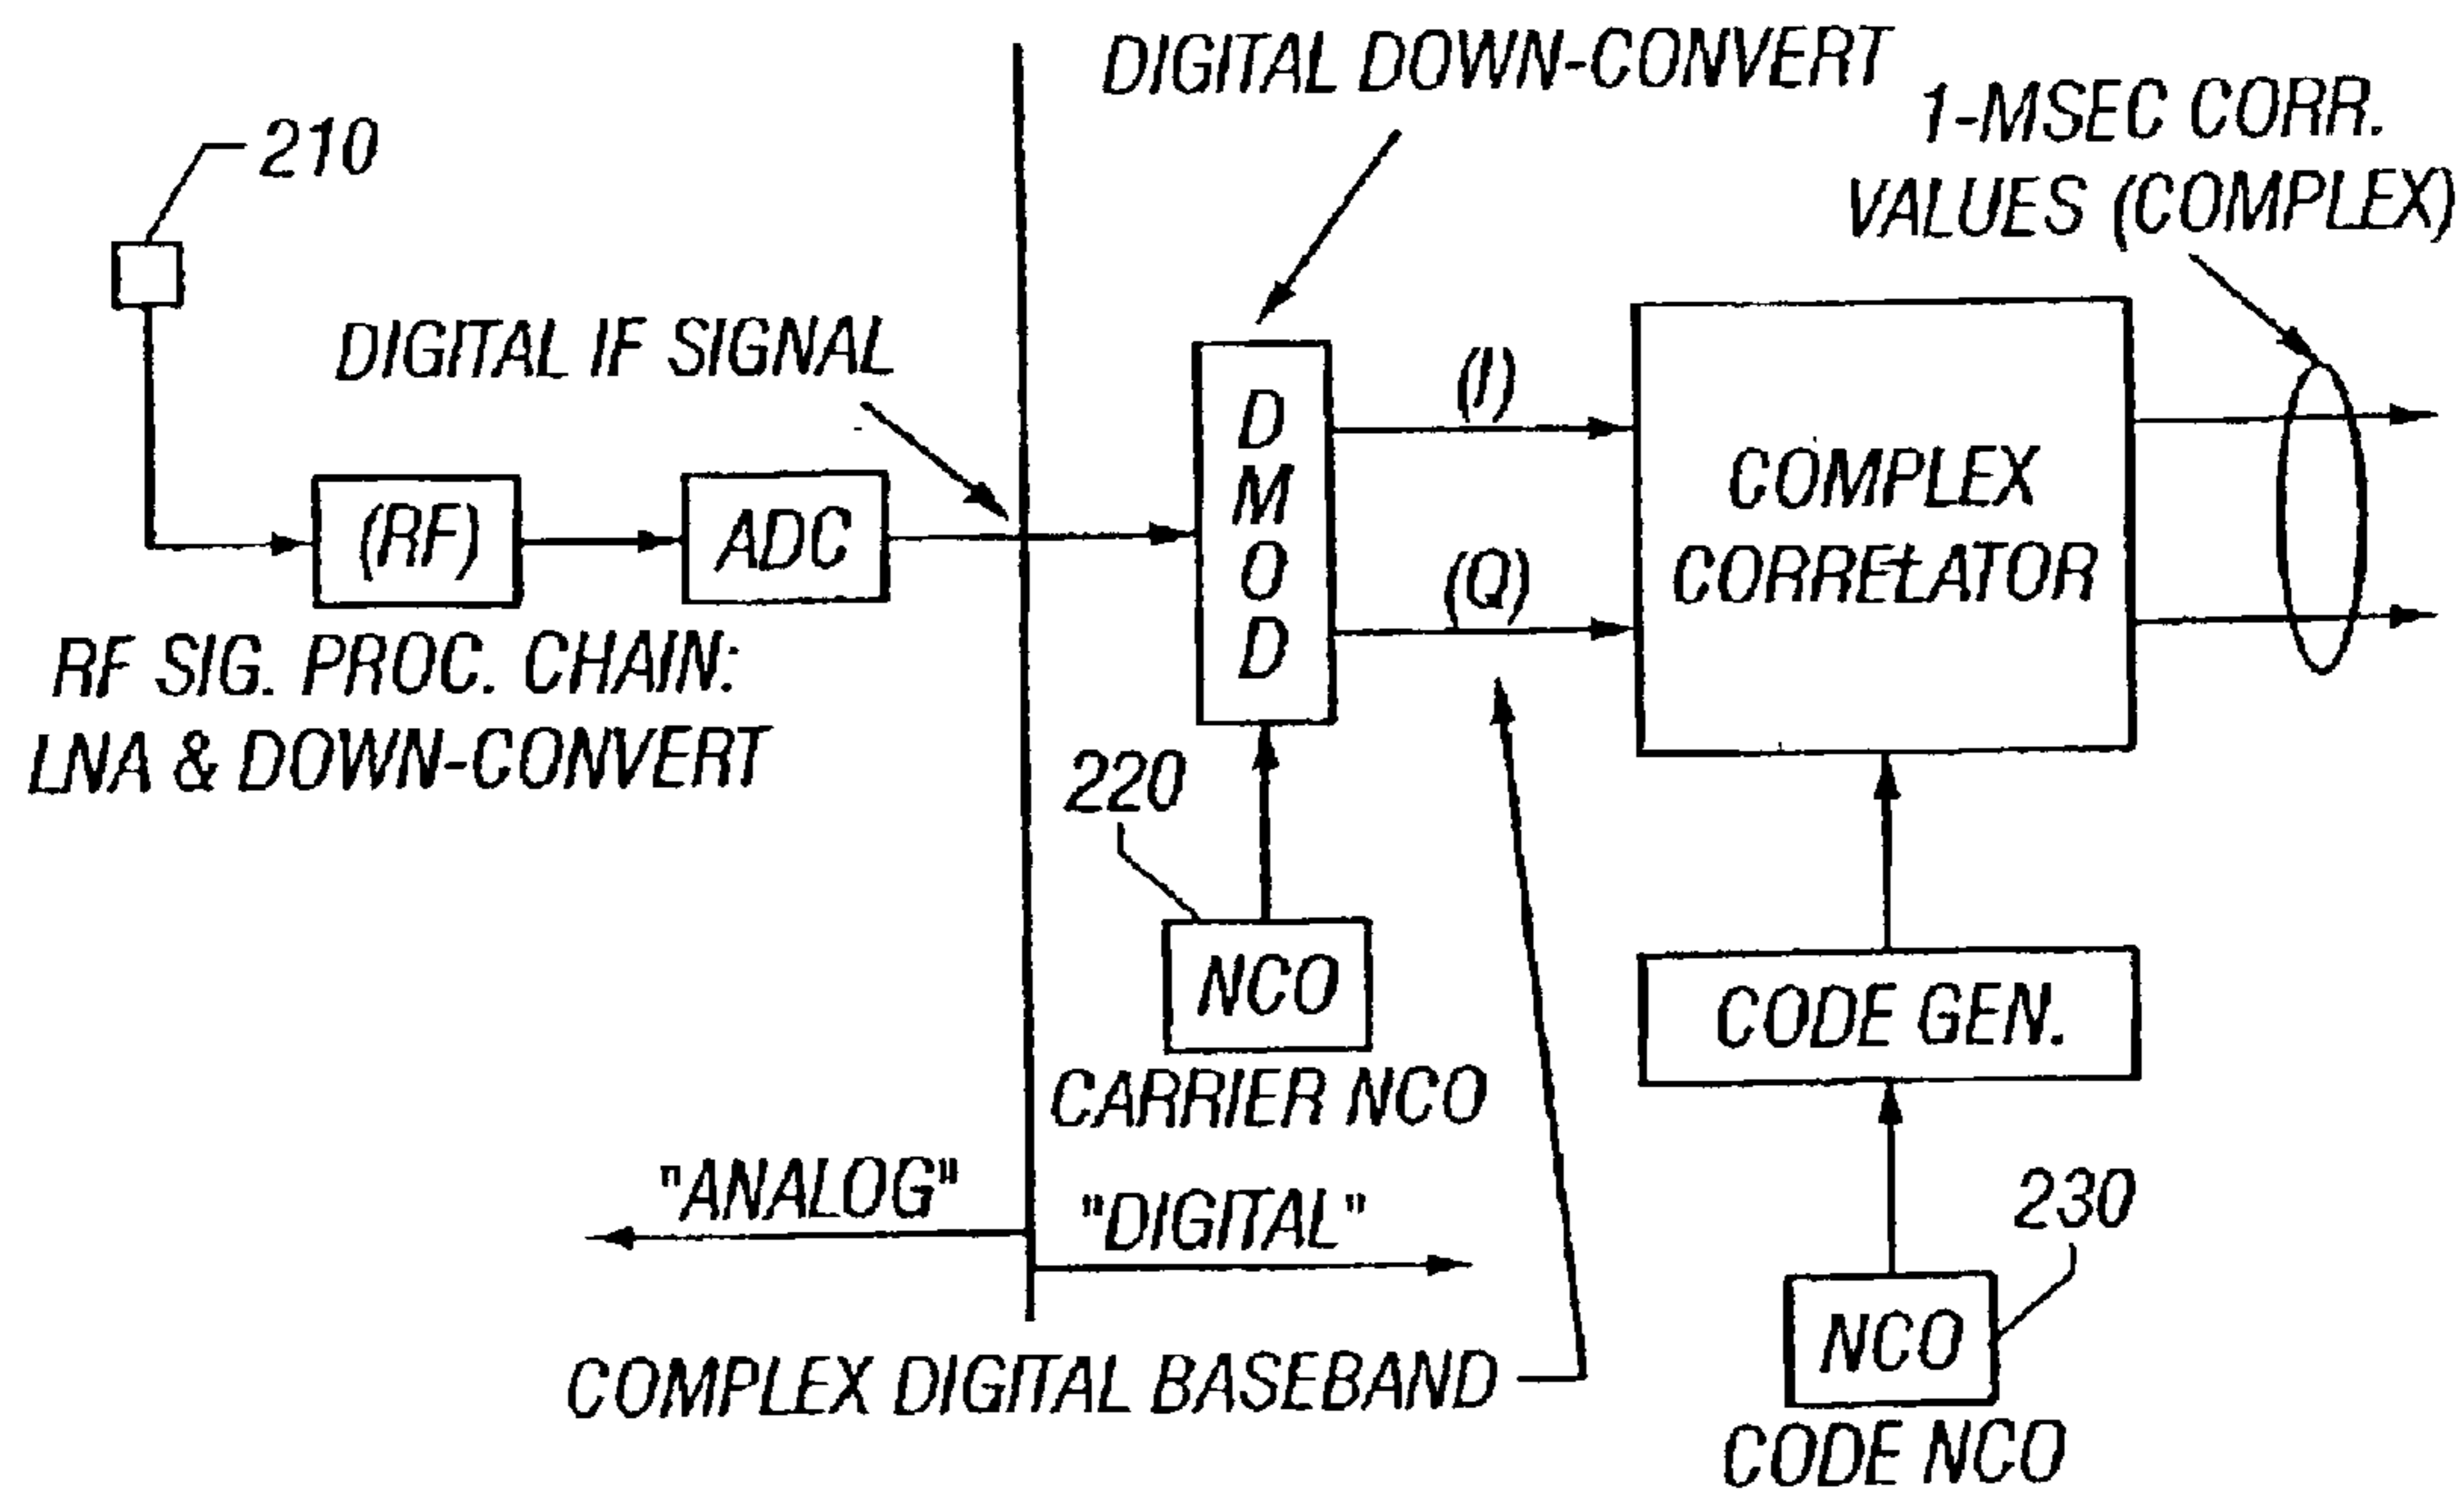 DIGITAL DOWN-CONVERT
1-MSEC CORR.
VALUES (COMPLEX)
210
DIGITAL IF SIGNAL
(RF)
ADC
RF SIG. PROC. CHAIN:
LNA & DOWN-CONVERT
D
M
O
D
(I)
(Q)
COMPLEX
CORRELATOR
220
NCO
CARRIER NCO
CODE GEN.
"ANALOG"
"DIGITAL"
230
NCO
CODE NCO
COMPLEX DIGITAL BASEBAND